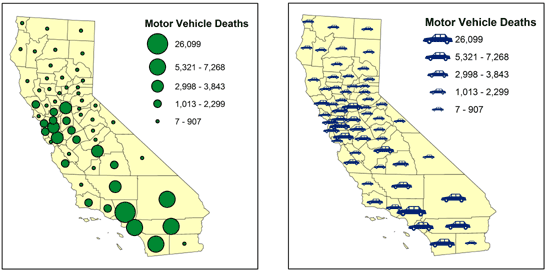 Motor Vehicle Deaths
26,099
5,321 - 7,268
2,998 - 3,843
1,013 - 2,299
7 - 907
Motor Vehicle Deaths
26,099
5,321 - 7,268
2,998 - 3,843
1,013 - 2,299
7 - 907